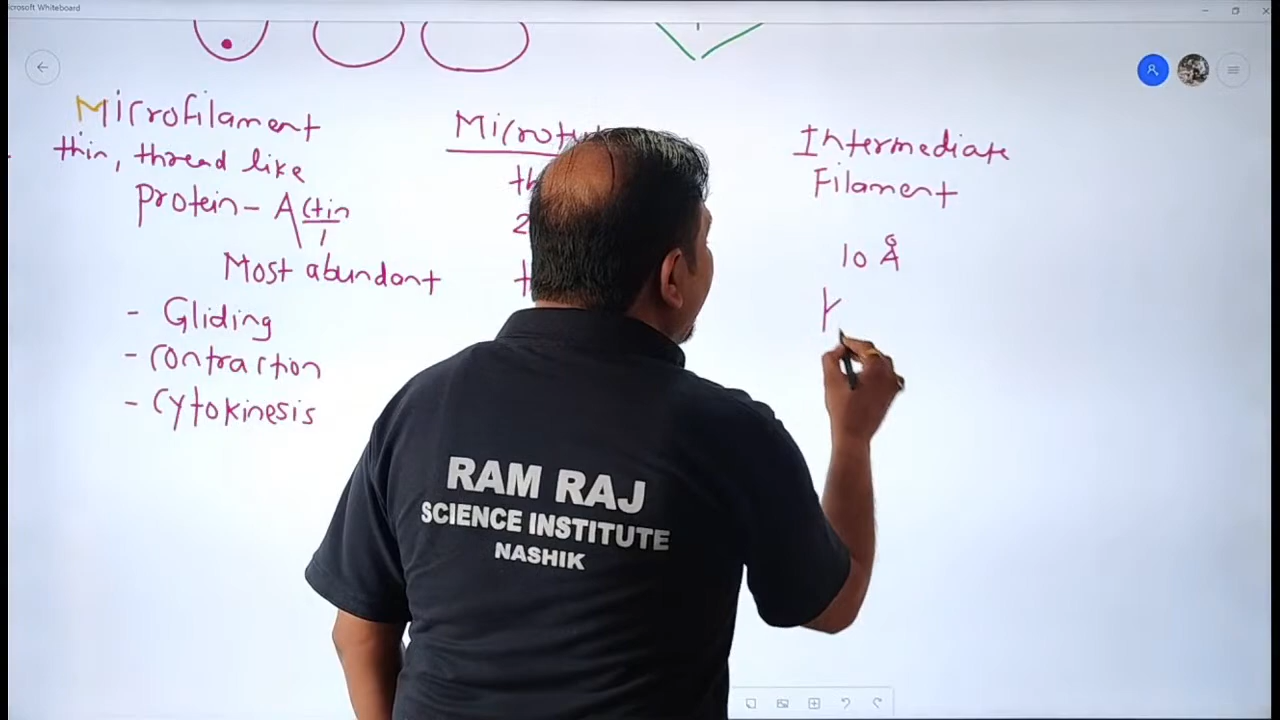 Microsoft Whiteboard
Microfilament
thin, thread like
protein - Actin
Most abundant
- Gliding
- contraction
- Cytokinesis
Intermediate
Filament
10 Å
RAM RAJ
SCIENCE INSTITUTE
NASHIK